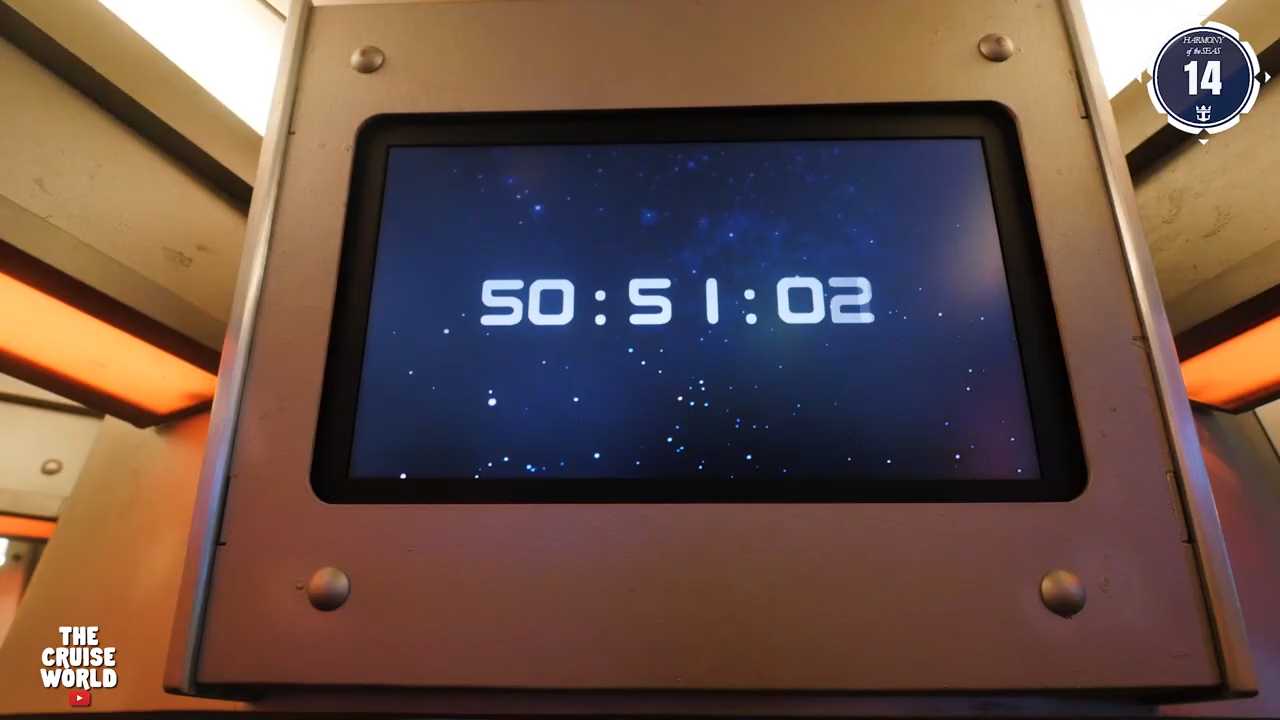 HARMONY
of the SEAS
14
50:51:02
THE
CRUISE
WORLD